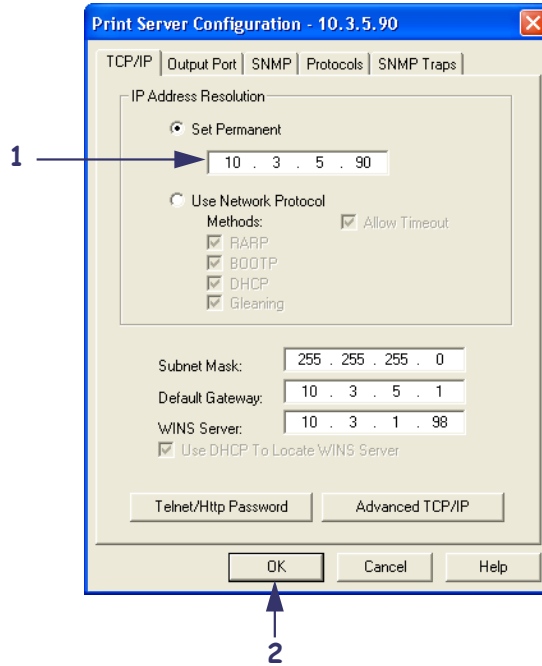 Print Server Configuration - 10.3.5.90
TCP/IP Output Port SNMP Protocols SNMP Traps
IP Address Resolution
Set Permanent
1
10 . 3 . 5 . 90
Use Network Protocol
Methods: Allow Timeout
RARP
BOOTP
DHCP
Gleaning
Subnet Mask: 255 . 255 . 255 . 0
Default Gateway: 10 . 3 . 5 . 1
WINS Server: 10 . 3 . 1 . 98
Use DHCP To Locate WINS Server
Telnet/Http Password Advanced TCP/IP
OK Cancel Help
2